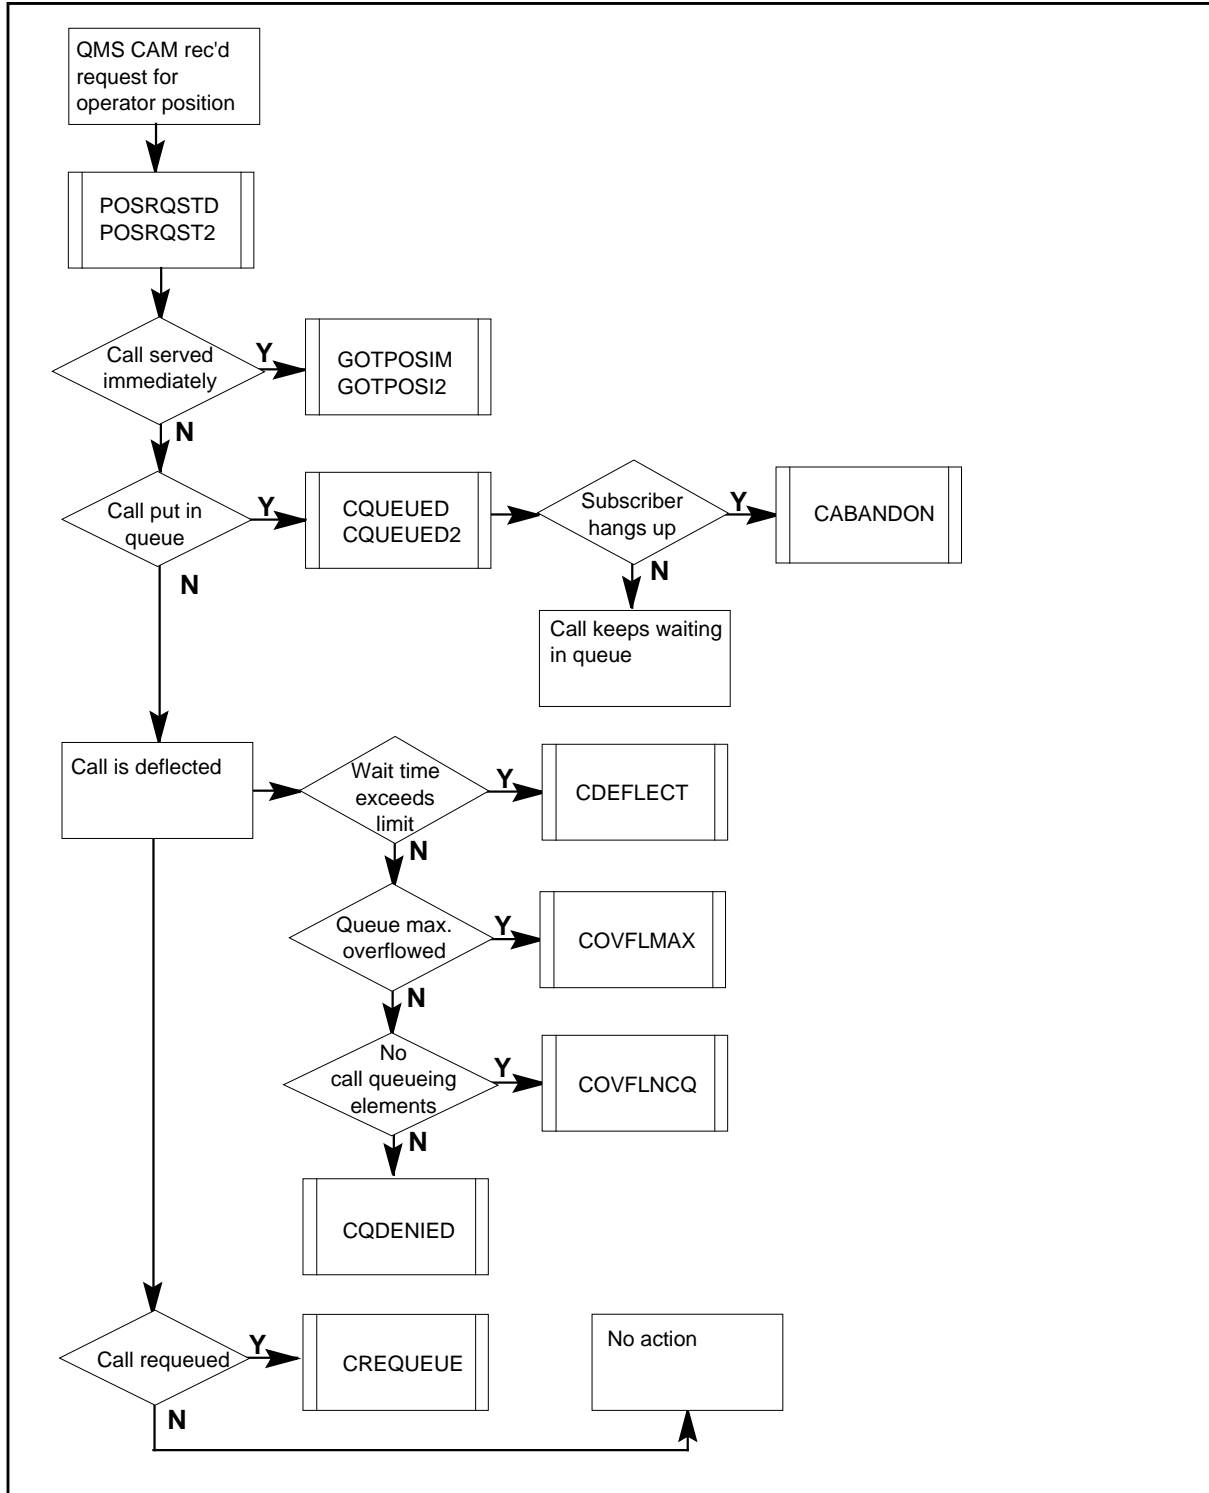 QMS CAM rec'd
request for
operator position
POSRQSTD
POSRQST2
Call served
immediately
Y
GOTPOSIM
GOTPOSI2
N
Call put in
queue
Y
CQUEUED
CQUEUED2
Subscriber
hangs up
Y
CABANDON
N
N
Call keeps waiting
in queue
Call is deflected
Wait time
exceeds
limit
Y
CDEFLECT
N
Queue max.
overflowed
Y
COVFLMAX
N
No
call queueing
elements
Y
COVFLNCQ
N
CQDENIED
Call requeued
Y
CREQUEUE
No action
N